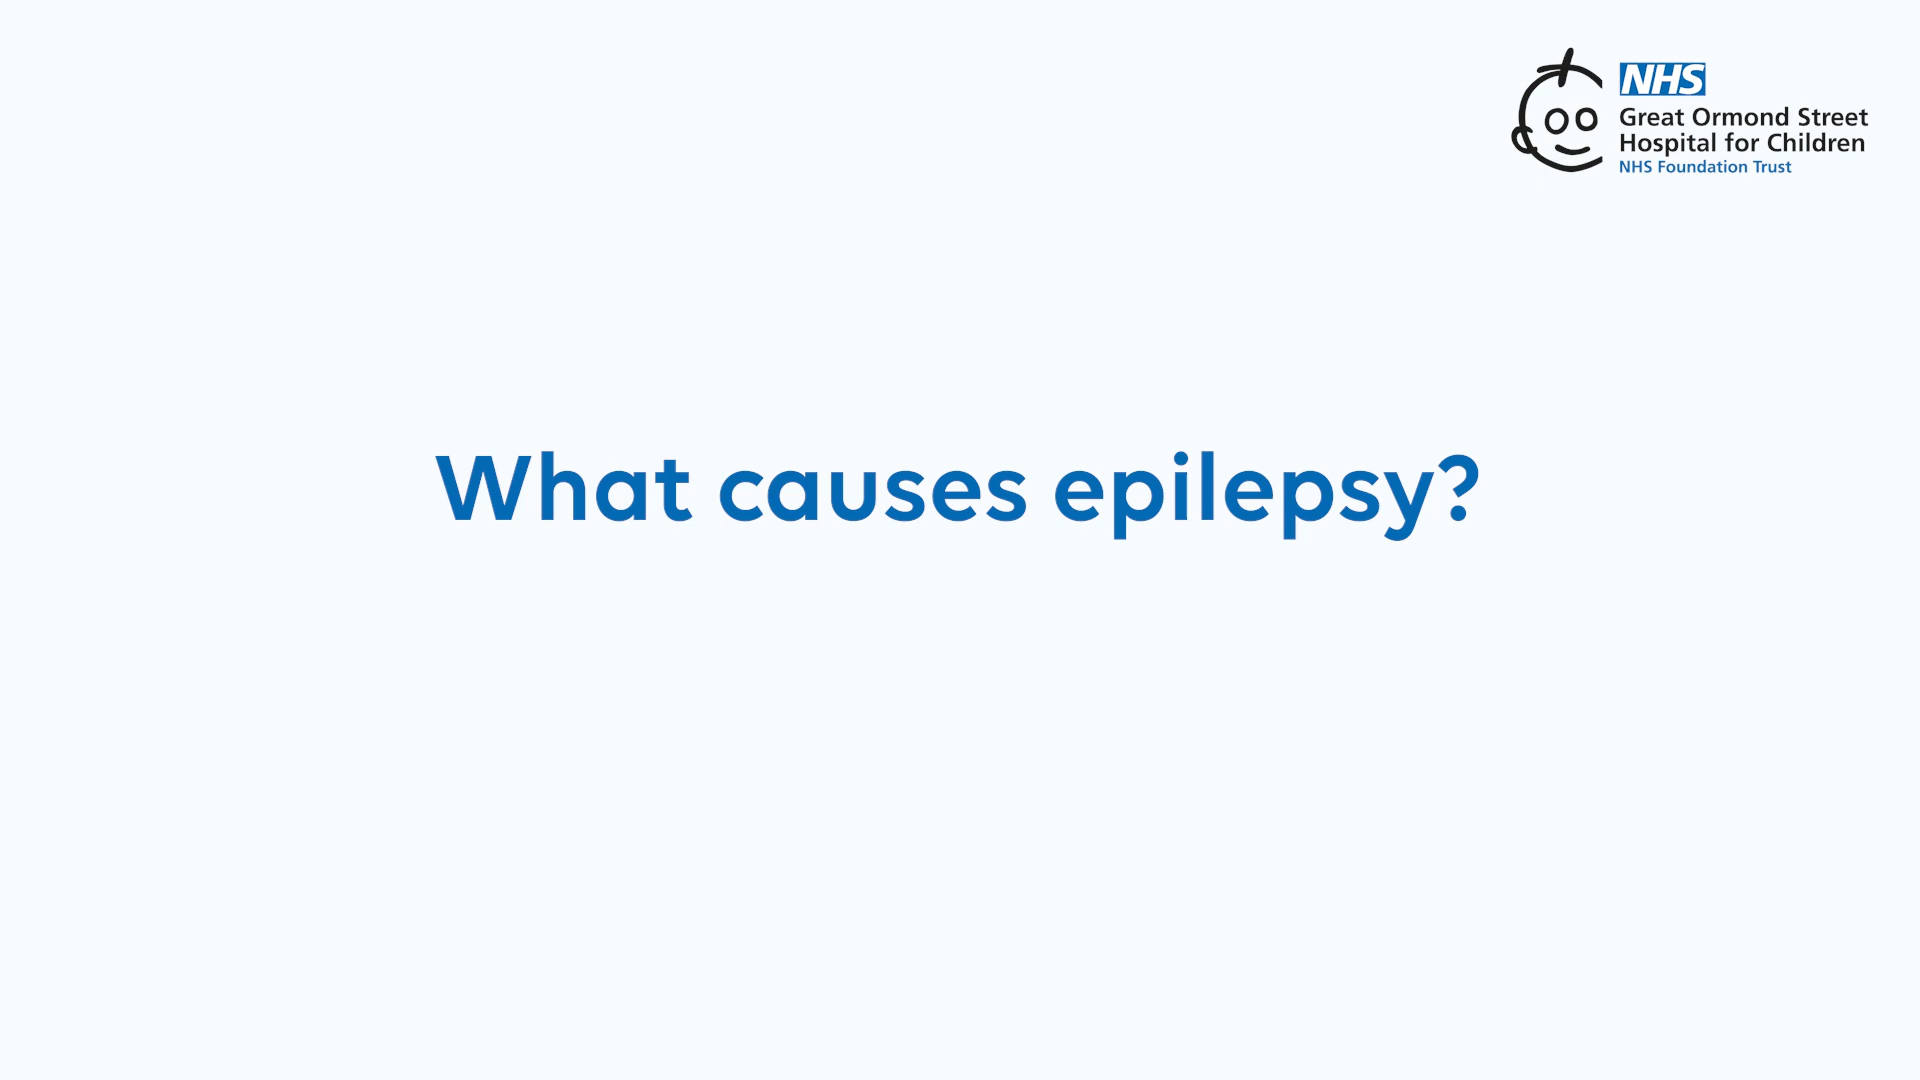 NHS
Great Ormond Street
Hospital for Children
NHS Foundation Trust
What causes epilepsy?